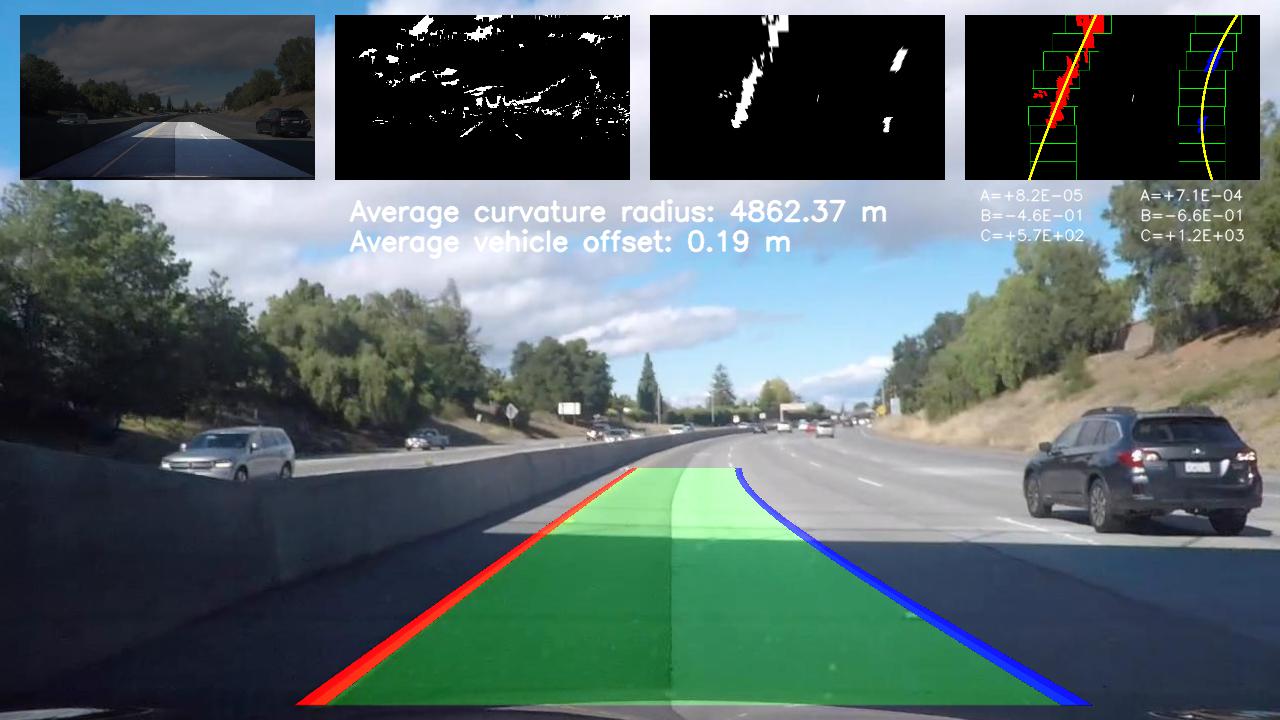 Average curvature radius: 4862.37 m
Average vehicle offset: 0.19 m
A=+8.2E-05
B=-4.6E-01
C=+5.7E+02
A=+7.1E-04
B=-6.6E-01
C=+1.2E+03